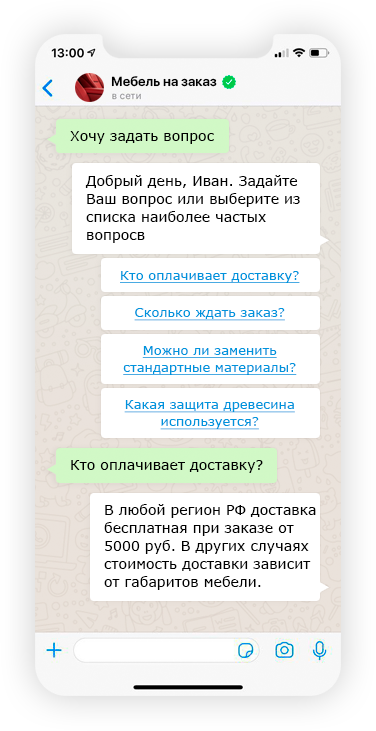 13:00
Мебель на заказ
в сети
Хочу задать вопрос
Добрый день, Иван. Задайте
Ваш вопрос или выберите из
списка наиболее частых
вопросв
Кто оплачивает доставку?
Сколько ждать заказ?
Можно ли заменить
стандартные материалы?
Какая защита древесина
используется?
Кто оплачивает доставку?
В любой регион РФ доставка
бесплатная при заказе от
5000 руб. В других случаях
стоимость доставки зависит
от габаритов мебели.